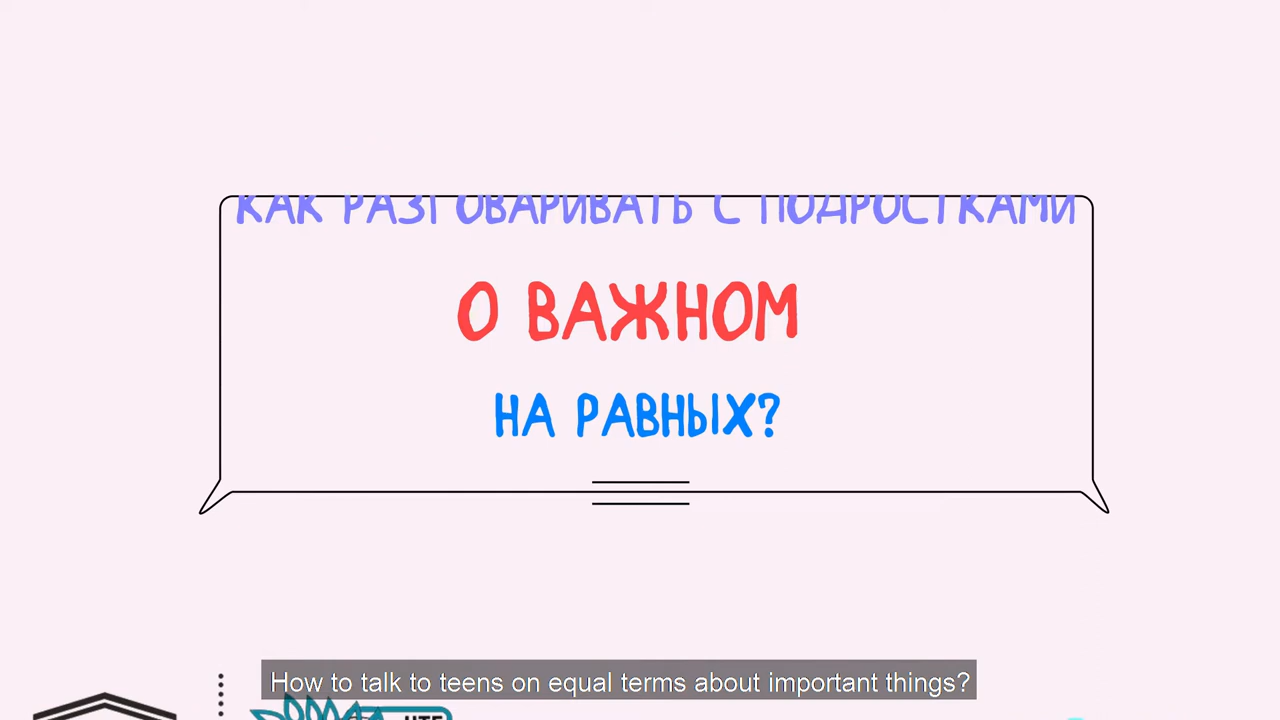 КАК РАЗГОВАРИВАТЬ С ПОДРОСТКАМИ
О ВАЖНОМ
НА РАВНЫХ?
How to talk to teens on equal terms about important things?